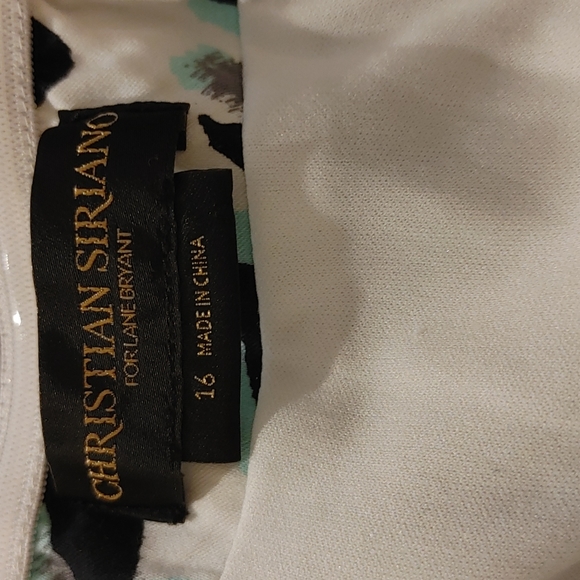 CHRISTIAN SIRIANO
FOR LANE BRYANT
16 MADE IN CHINA